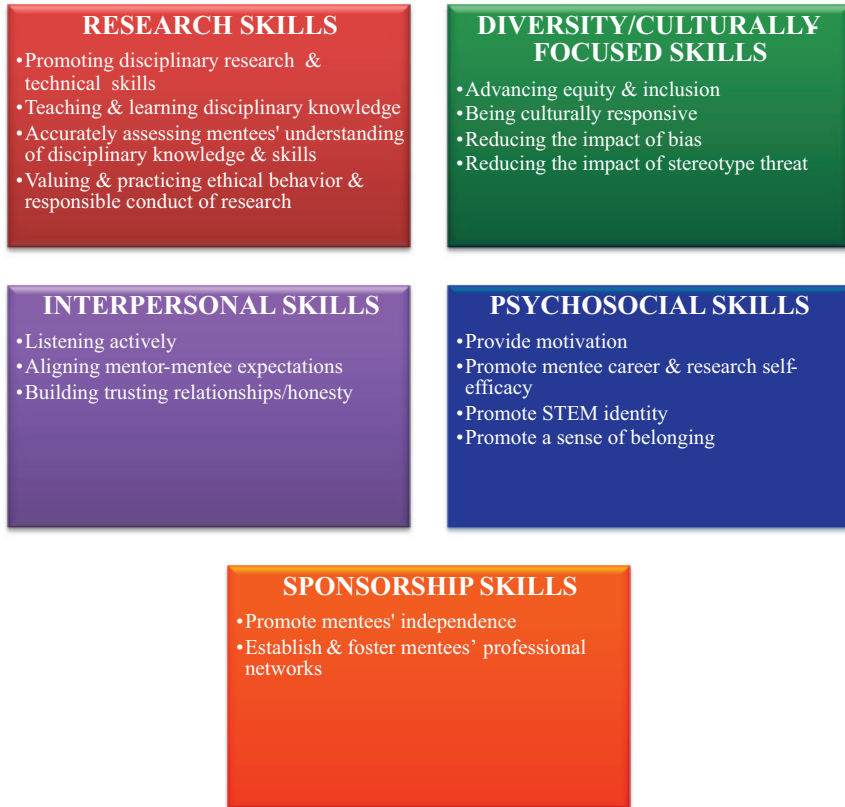 RESEARCH SKILLS
•Promoting disciplinary research &
technical skills
•Teaching & learning disciplinary knowledge
•Accurately assessing mentees' understanding
of disciplinary knowledge & skills
•Valuing & practicing ethical behavior &
responsible conduct of research
DIVERSITY/CULTURALLY-
FOCUSED SKILLS
•Advancing equity & inclusion
•Being culturally responsive
•Reducing the impact of bias
•Reducing the impact of stereotype threat
INTERPERSONAL SKILLS
•Listening actively
•Aligning mentor-mentee expectations
•Building trusting relationships/honesty
PSYCHOSOCIAL SKILLS
•Provide motivation
•Promote mentee career & research self-
efficacy
•Promote STEM identity
•Promote a sense of belonging
SPONSORSHIP SKILLS
•Promote mentees' independence
•Establish & foster mentees’ professional
networks